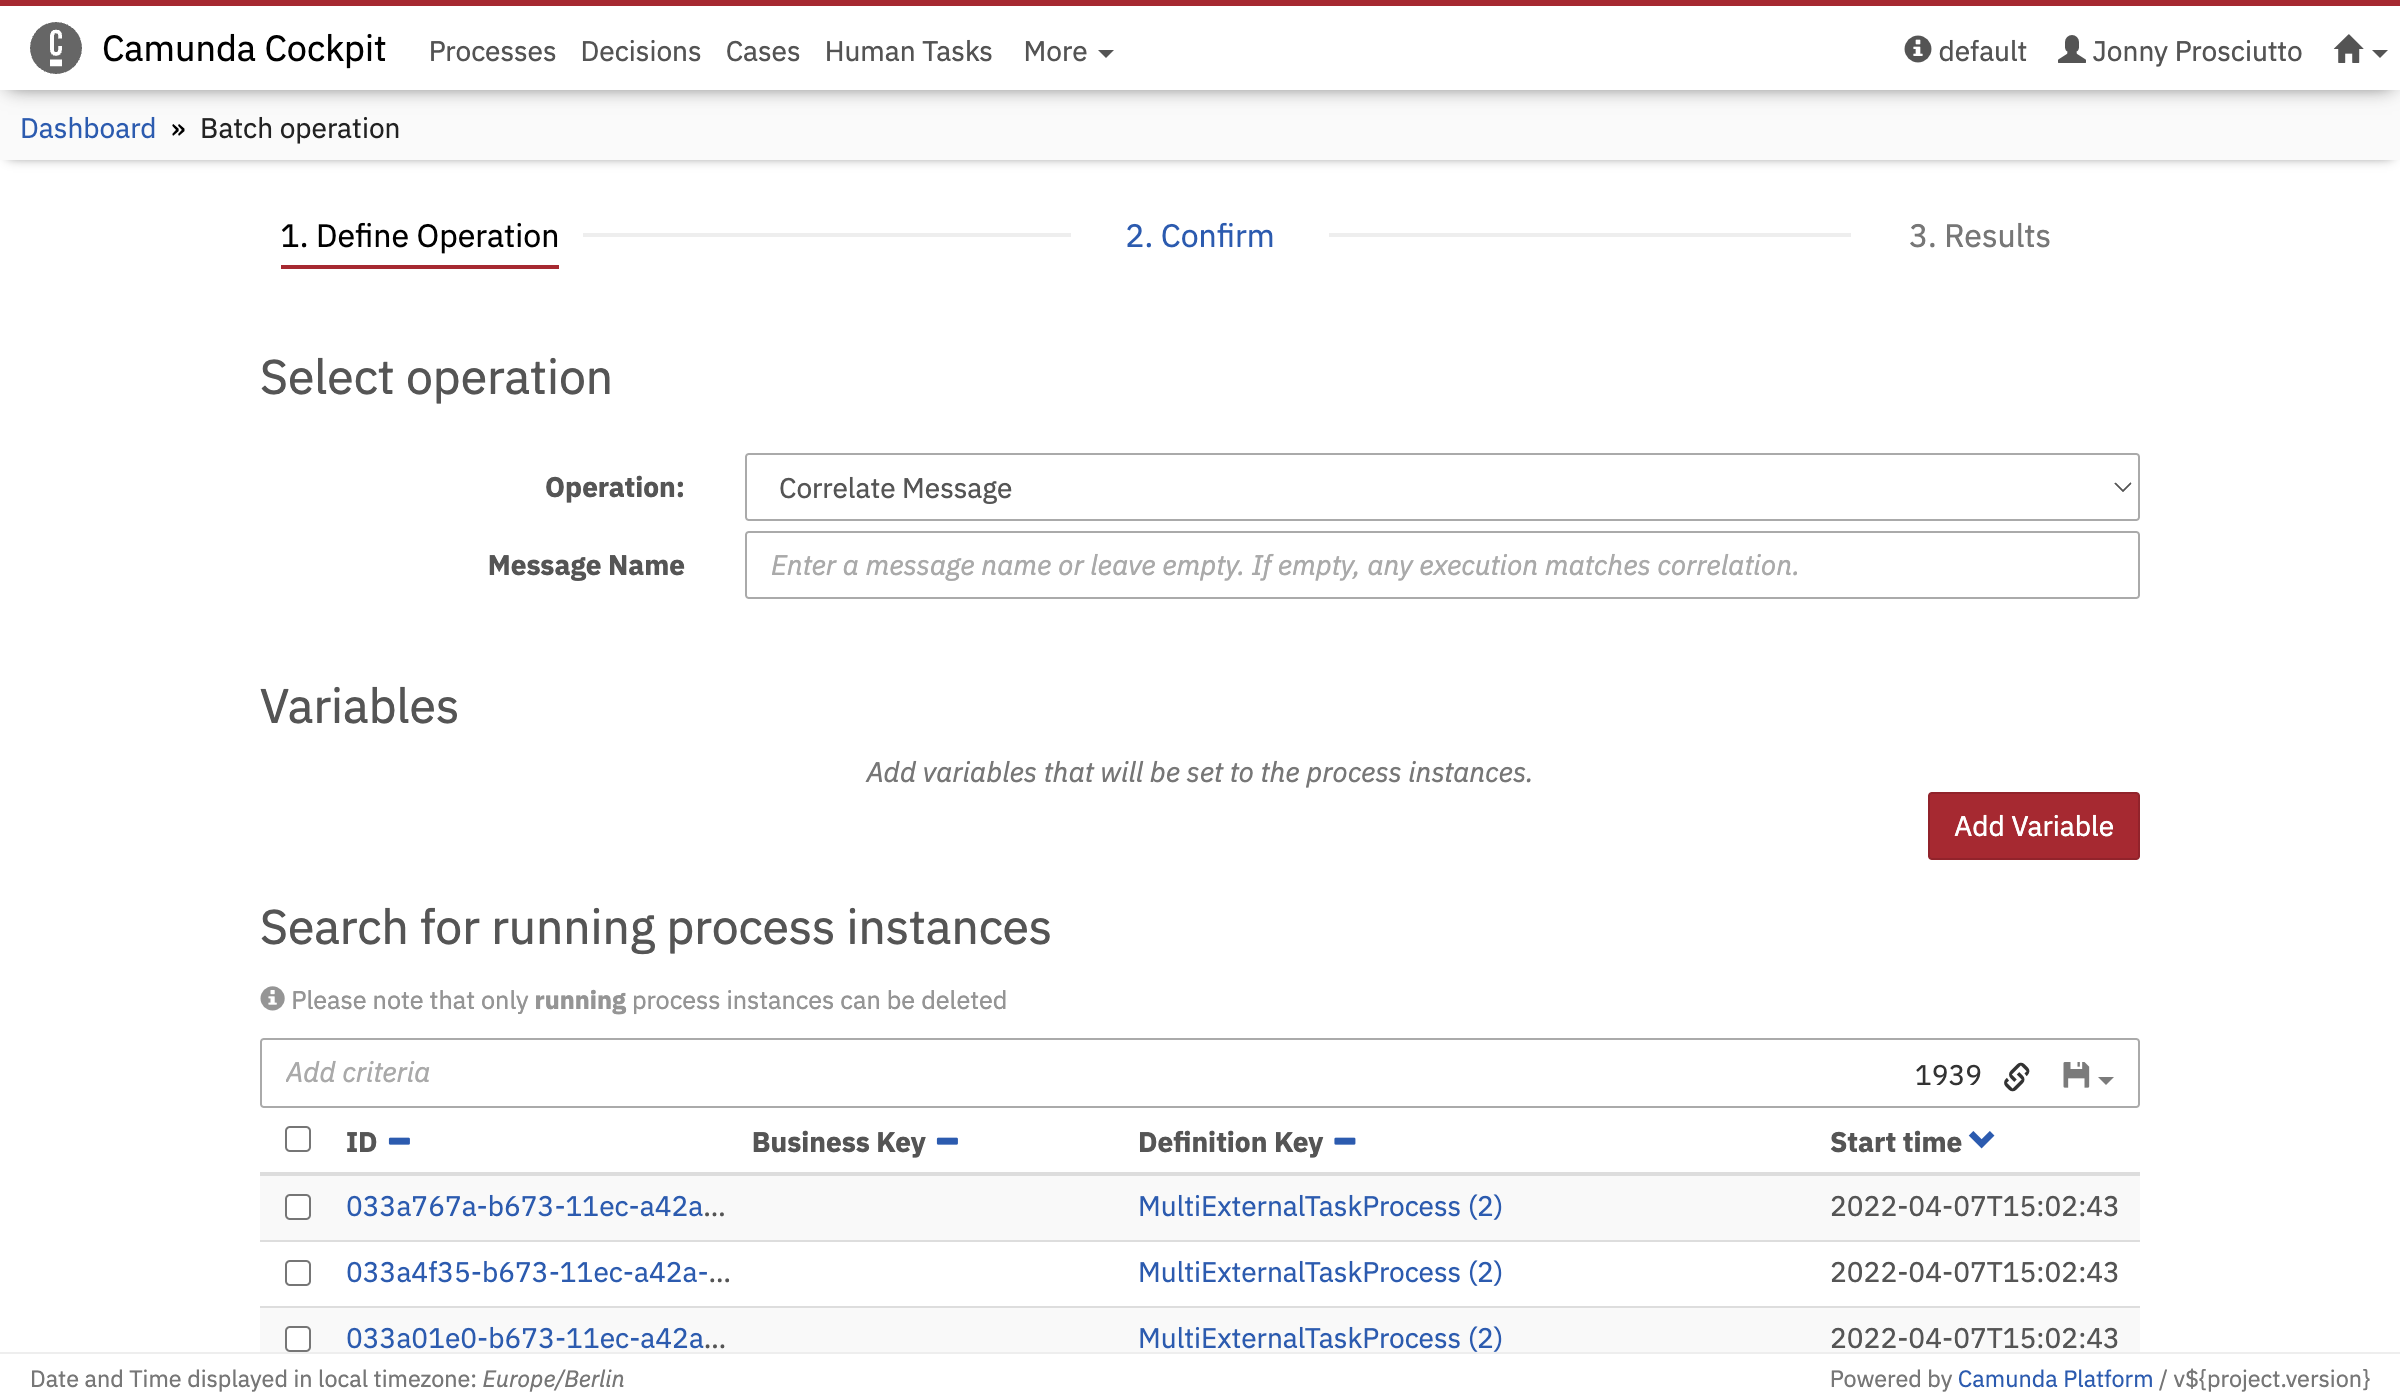 Camunda Cockpit Processes Decisions Cases Human Tasks More default Jonny Prosciutto
Dashboard » Batch operation
1. Define Operation 2. Confirm 3. Results
Select operation
Operation: Correlate Message
Message Name Enter a message name or leave empty. If empty, any execution matches correlation.
Variables
Add variables that will be set to the process instances.
Add Variable
Search for running process instances
Please note that only running process instances can be deleted
Add criteria 1939
ID Business Key Definition Key Start time
033a767a-b673-11ec-a42a... MultiExternalTaskProcess (2) 2022-04-07T15:02:43
033a4f35-b673-11ec-a42a-... MultiExternalTaskProcess (2) 2022-04-07T15:02:43
033a01e0-b673-11ec-a42a... MultiExternalTaskProcess (2) 2022-04-07T15:02:43
Date and Time displayed in local timezone: Europe/Berlin Powered by Camunda Platform / v${project.version}